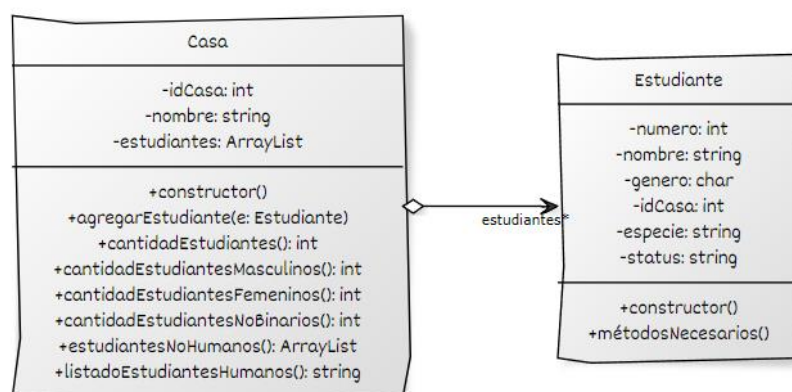 Casa
-idCasa: int
-nombre: string
-estudiantes: ArrayList
+constructor()
+agregarEstudiante(e: Estudiante)
+cantidadEstudiantes(): int
+cantidadEstudiantesMasculinos(): int
+cantidadEstudiantesFemeninos(): int
+cantidadEstudiantesNoBinarios(): int
+estudiantesNoHumanos(): ArrayList
+listadoEstudiantesHumanos(): string
estudiantes*
Estudiante
-numero: int
-nombre: string
-genero: char
-idCasa: int
-especie: string
-status: string
+constructor()
+métodosNecesarios()